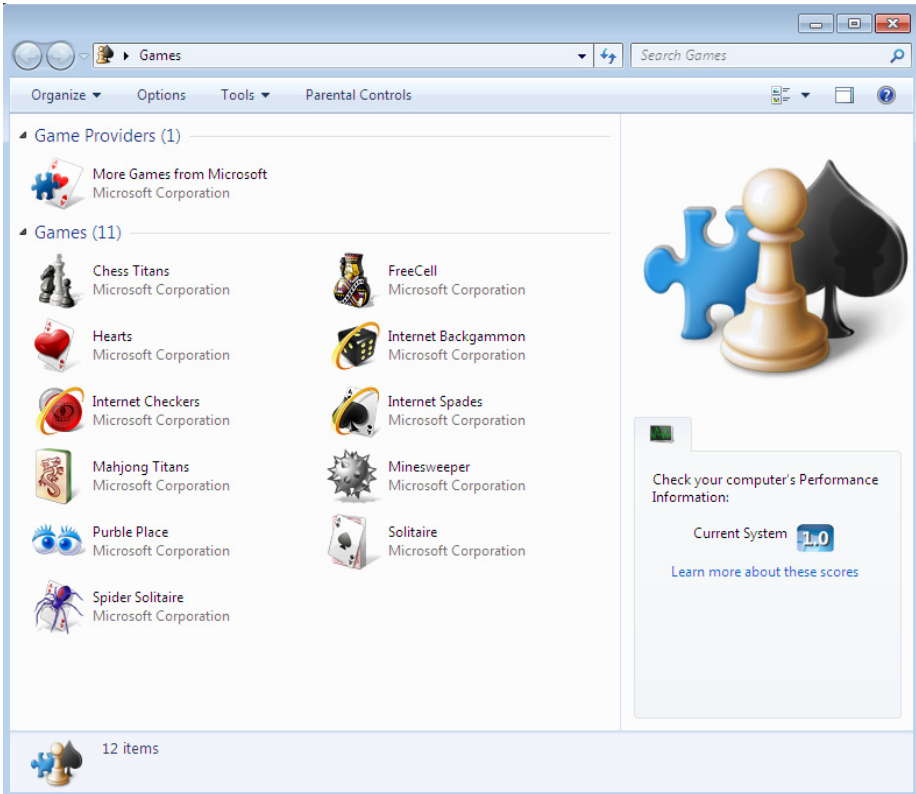 Games
Search Games
Organize
Options
Tools
Parental Controls
Game Providers (1)
More Games from Microsoft
Microsoft Corporation
Games (11)
Chess Titans
Microsoft Corporation
FreeCell
Microsoft Corporation
Hearts
Microsoft Corporation
Internet Backgammon
Microsoft Corporation
Internet Checkers
Microsoft Corporation
Internet Spades
Microsoft Corporation
Mahjong Titans
Microsoft Corporation
Minesweeper
Microsoft Corporation
Purble Place
Microsoft Corporation
Solitaire
Microsoft Corporation
Spider Solitaire
Microsoft Corporation
Check your computer's Performance
Information:
Current System 1.0
Learn more about these scores
12 items